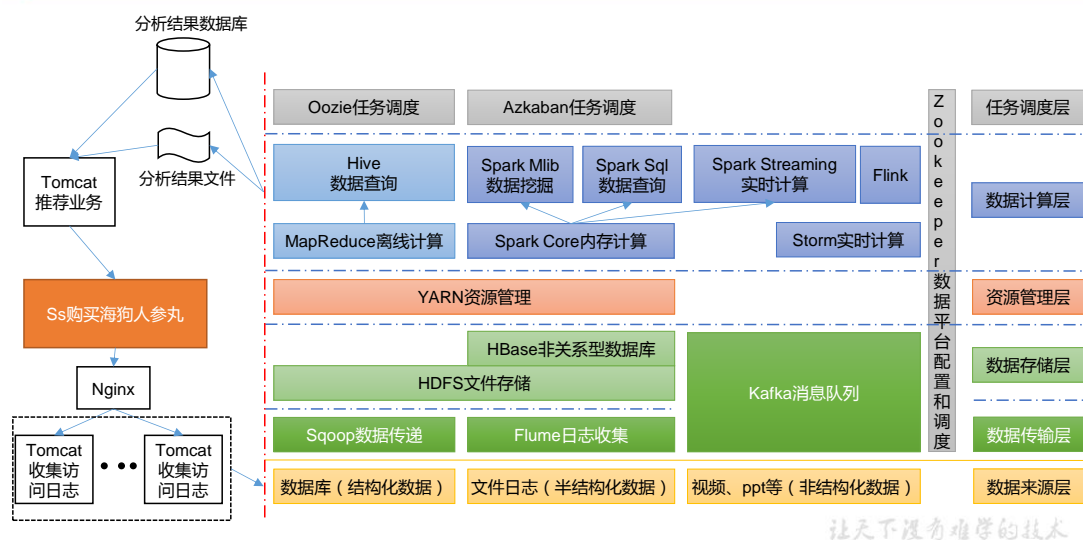 分析结果数据库
分析结果文件
Tomcat
推荐业务
Ss购买海狗人参丸
Nginx
Tomcat
收集访
问日志
Tomcat
收集访
问日志
Oozie任务调度
Azkaban任务调度
任务调度层
Hive
数据查询
Spark Mlib
数据挖掘
Spark Sql
数据查询
Spark Streaming
实时计算
Flink
数据计算层
MapReduce离线计算
Spark Core内存计算
Storm实时计算
YARN资源管理
资源管理层
HBase非关系型数据库
HDFS文件存储
Kafka消息队列
数据存储层
Sqoop数据传递
Flume日志收集
数据传输层
Zookeeper数据平台配置和调度
数据库（结构化数据）
文件日志（半结构化数据）
视频、ppt等（非结构化数据）
数据来源层
让天下没有难学的技术